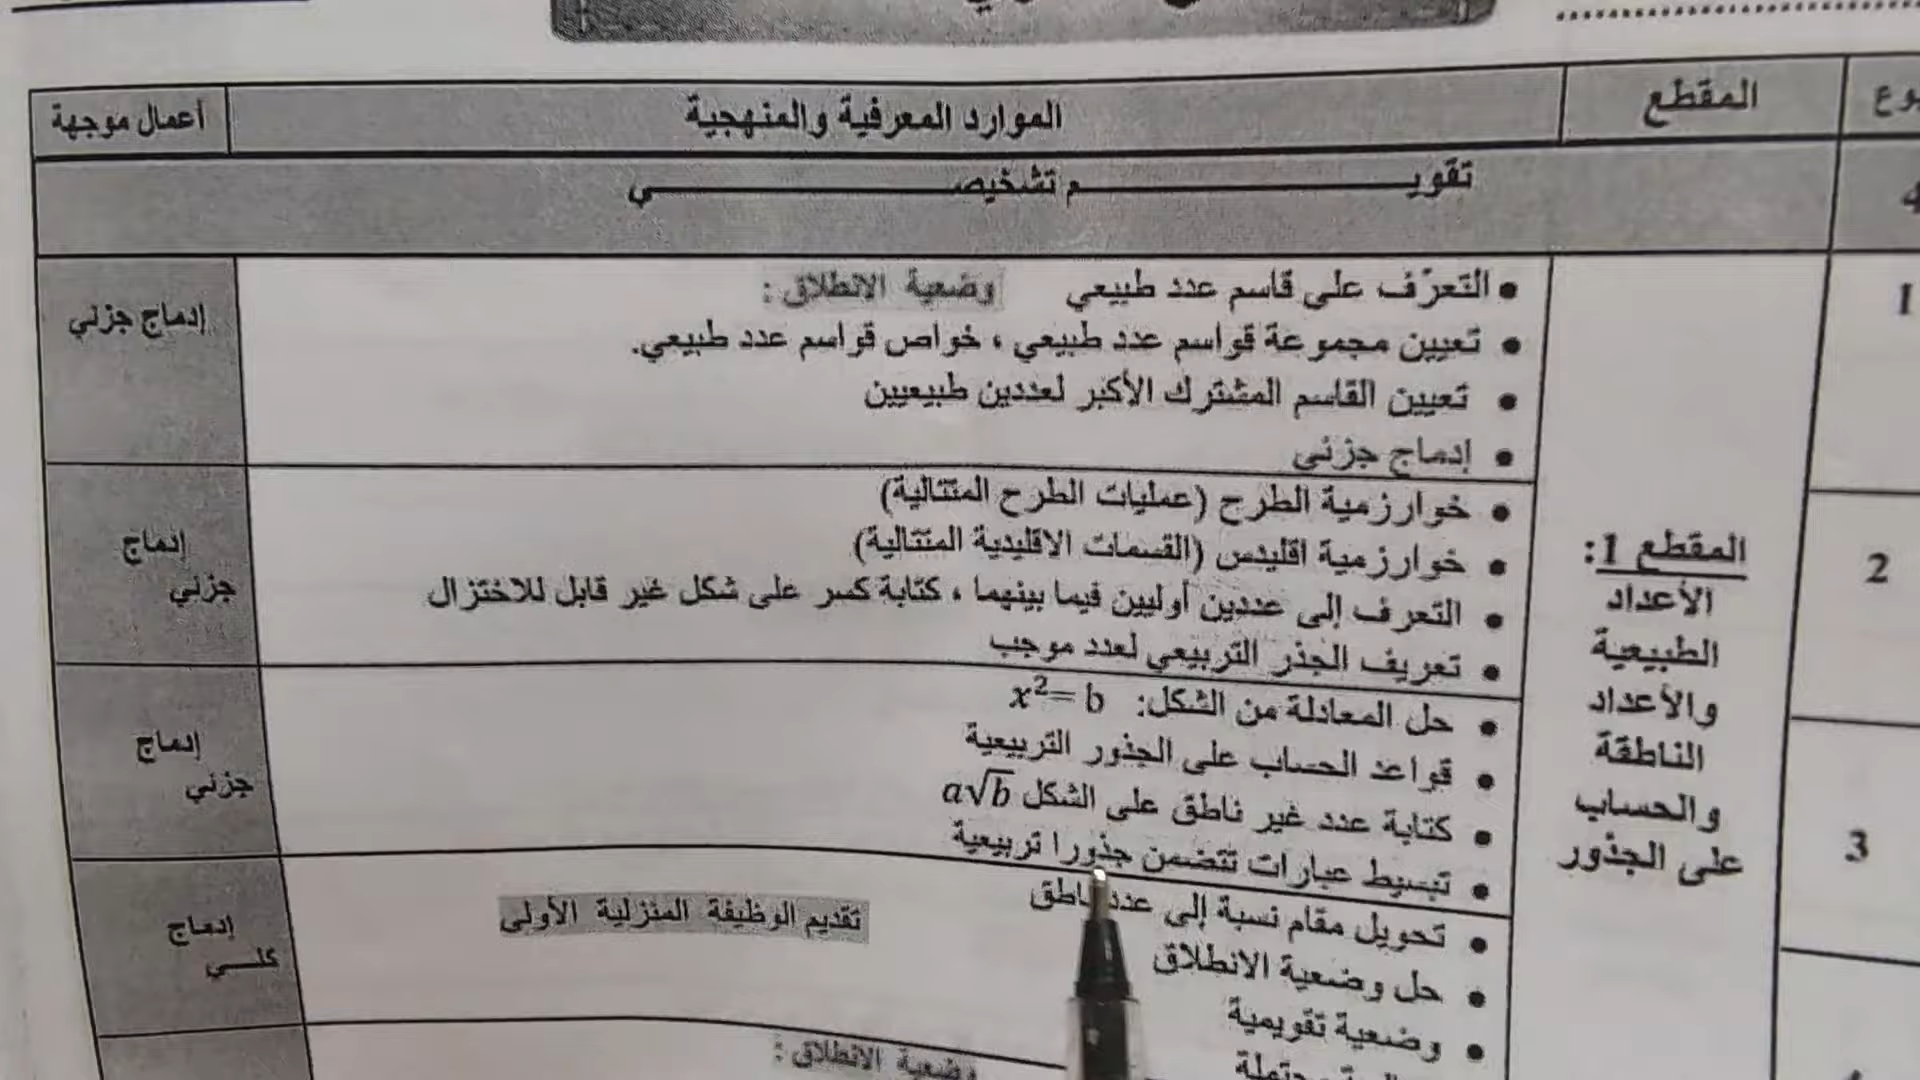 المقطع
الموارد المعرفية والمنهجية
أعمال موجهة
تقويــــــم تشخيصــــــي
1
المقطع 1:
الأعداد
الطبيعية
والأعداد
الناطقة
والحساب
على الجذور
• التعرّف على قاسم عدد طبيعي وضعية الانطلاق :
• تعيين مجموعة قواسم عدد طبيعي ، خواص قواسم عدد طبيعي.
• تعيين القاسم المشترك الأكبر لعددين طبيعيين
• إدماج جزئي
إدماج جزئي
2
• خوارزمية الطرح (عمليات الطرح المتتالية)
• خوارزمية اقليدس (القسمات الاقليدية المتتالية)
• التعرف إلى عددين أوليين فيما بينهما ، كتابة كسر على شكل غير قابل للاختزال
• تعريف الجذر التربيعي لعدد موجب
إدماج
جزئي
3
• حل المعادلة من الشكل: x²= b
• قواعد الحساب على الجذور التربيعية
• كتابة عدد غير ناطق على الشكل a√b
• تبسيط عبارات تتضمن جذورا تربيعية
إدماج
جزئي
• تحويل مقام نسبة إلى عدد ناطق
تقديم الوظيفة المنزلية الأولى
• حل وضعية الانطلاق
• وضعية تقويمية
إدماج
كلــي
وضعية الانطلاق :